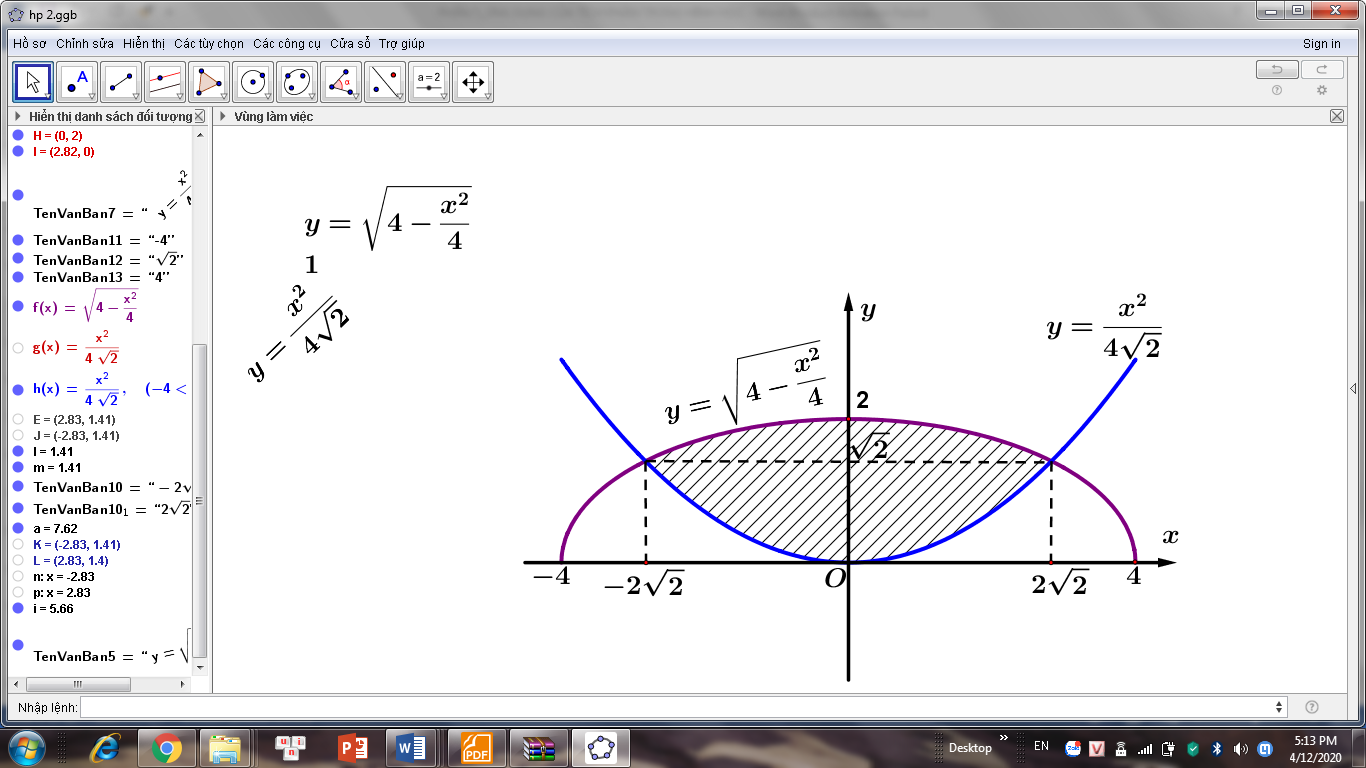 hp 2.ggb
Hồ sơ Chỉnh sửa Hiển thị Các tùy chọn Các công cụ Cửa sổ Trợ giúp Sign in
A
α
a = 2
Hiển thị danh sách đối tượng
Vùng làm việc
H = (0, 2)
I = (2.82, 0)
TenVanBan7 = “ y = x²
TenVanBan11 = “-4”
TenVanBan12 = “√2”
TenVanBan13 = “4”
f(x) = √(4 − x²/4)
g(x) = x²/(4 √2)
h(x) = x²/(4 √2), (−4 <
E = (2.83, 1.41)
J = (-2.83, 1.41)
l = 1.41
m = 1.41
TenVanBan10 = “ − 2√
TenVanBan10₁ = “2√2”
a = 7.62
K = (-2.83, 1.41)
L = (2.83, 1.4)
n: x = -2.83
p: x = 2.83
i = 5.66
TenVanBan5 = “ y = √
y = √(4 − x²/4)
1
y = x²/(4√2)
y
y = x²/(4√2)
y = √(4 − x²/4)
2
√2
x
−4
−2√2
O
2√2
4
Nhập lệnh:
PDF
Desktop
EN
5:13 PM
4/12/2020